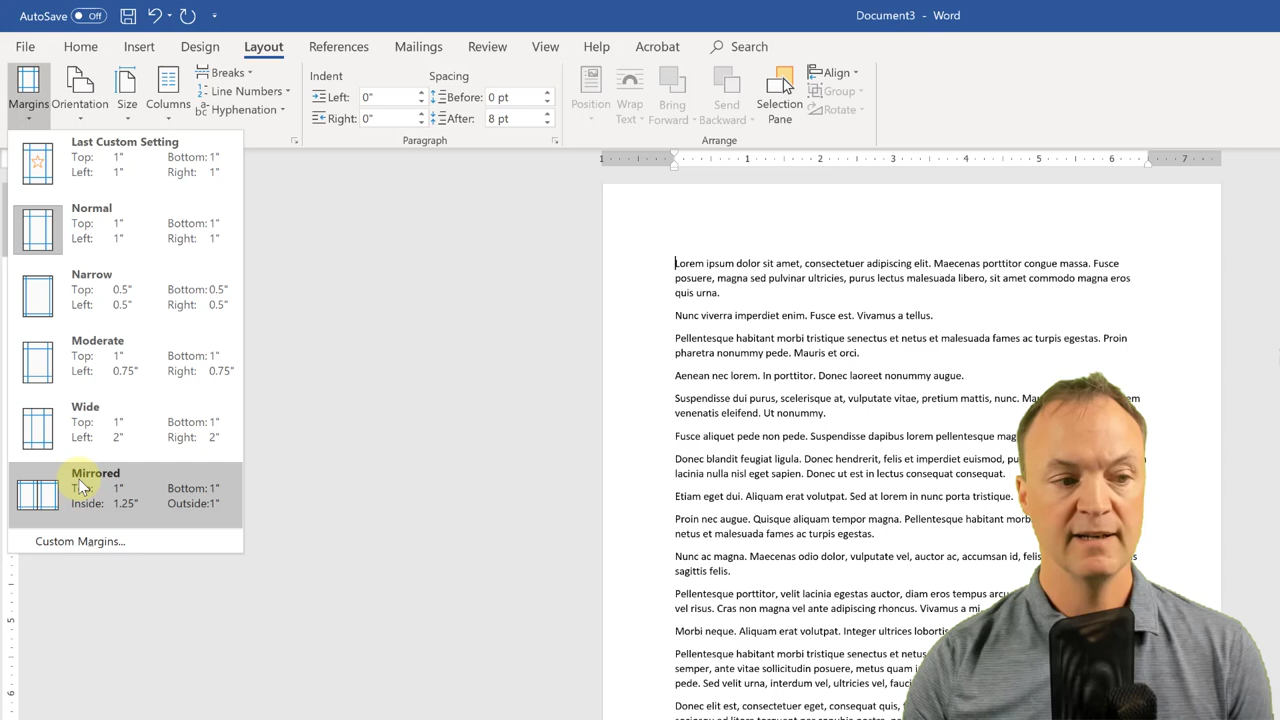 AutoSave Off
Document3 - Word
File Home Insert Design Layout References Mailings Review View Help Acrobat Search
Margins
Orientation
Size
Columns
Breaks
Line Numbers
Hyphenation
Indent
Left: 0"
Right: 0"
Spacing
Before: 0 pt
After: 8 pt
Paragraph
Position
Wrap
Text
Bring
Forward
Send
Backward
Selection
Pane
Align
Group
Rotate
Arrange
Last Custom Setting
Top: 1" Bottom: 1"
Left: 1" Right: 1"
Normal
Top: 1" Bottom: 1"
Left: 1" Right: 1"
Narrow
Top: 0.5" Bottom: 0.5"
Left: 0.5" Right: 0.5"
Moderate
Top: 1" Bottom: 1"
Left: 0.75" Right: 0.75"
Wide
Top: 1" Bottom: 1"
Left: 2" Right: 2"
Mirrored
1" Bottom: 1"
Inside: 1.25" Outside:1"
Custom Margins...
1 1 2 3 4 5 6 7
5
6
Lorem ipsum dolor sit amet, consectetuer adipiscing elit. Maecenas porttitor congue massa. Fusce
posuere, magna sed pulvinar ultricies, purus lectus malesuada libero, sit amet commodo magna eros
quis urna.
Nunc viverra imperdiet enim. Fusce est. Vivamus a tellus.
Pellentesque habitant morbi tristique senectus et netus et malesuada fames ac turpis egestas. Proin
pharetra nonummy pede. Mauris et orci.
Aenean nec lorem. In porttitor. Donec laoreet nonummy augue.
Suspendisse dui purus, scelerisque at, vulputate vitae, pretium mattis, nunc.
venenatis eleifend. Ut nonummy.
Fusce aliquet pede non pede. Suspendisse dapibus lorem pellentesque
Donec blandit feugiat ligula. Donec hendrerit, felis et imperdiet euismod,
lacinia nulla nisl eget sapien. Donec ut est in lectus consequat consequat.
Etiam eget dui. Aliquam erat volutpat. Sed at lorem in nunc porta tristique.
Proin nec augue. Quisque aliquam tempor magna. Pellentesque habitant
netus et malesuada fames ac turpis egestas.
Nunc ac magna. Maecenas odio dolor, vulputate vel, auctor ac, accumsan id,
sagittis felis.
Pellentesque porttitor, velit lacinia egestas auctor, diam eros tempus
vel risus. Cras non magna vel ante adipiscing rhoncus. Vivamus a
Morbi neque. Aliquam erat volutpat. Integer ultrices
Pellentesque habitant morbi tristique senectus et netus et malesuada
semper, ante vitae sollicitudin posuere, metus quam
pede. Sed velit urna, interdum vel, ultricies vel,
Donec elit est, consectetuer eget, consequat quis,